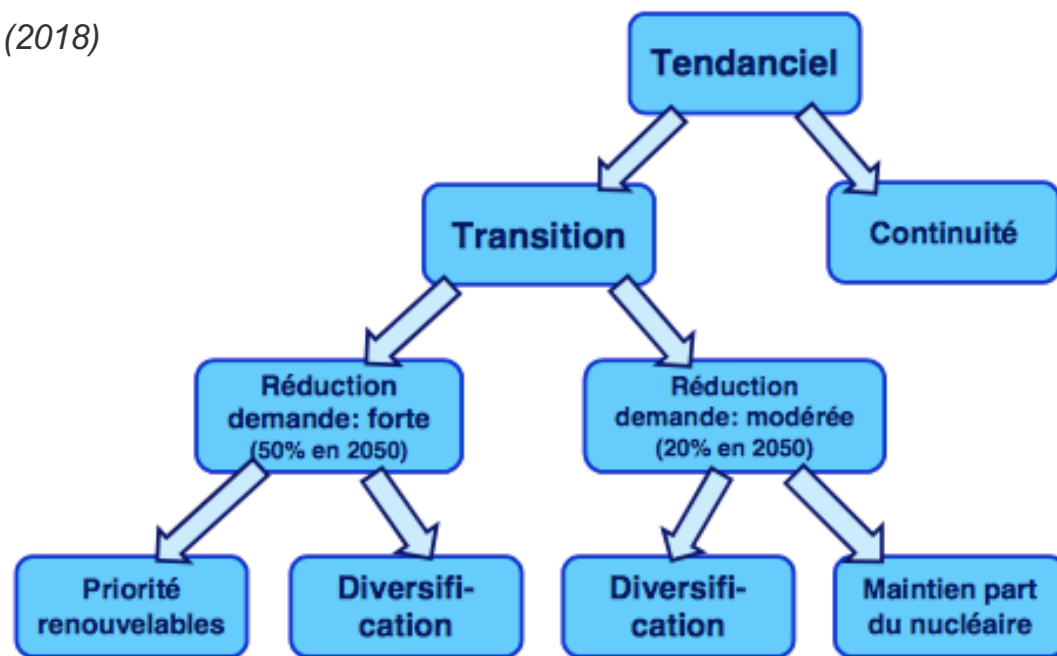 (2018)
Tendanciel
Transition
Continuité
Réduction
demande: forte
(50% en 2050)
Réduction
demande: modérée
(20% en 2050)
Priorité
renouvelables
Diversifi-
cation
Diversifi-
cation
Maintien part
du nucléaire